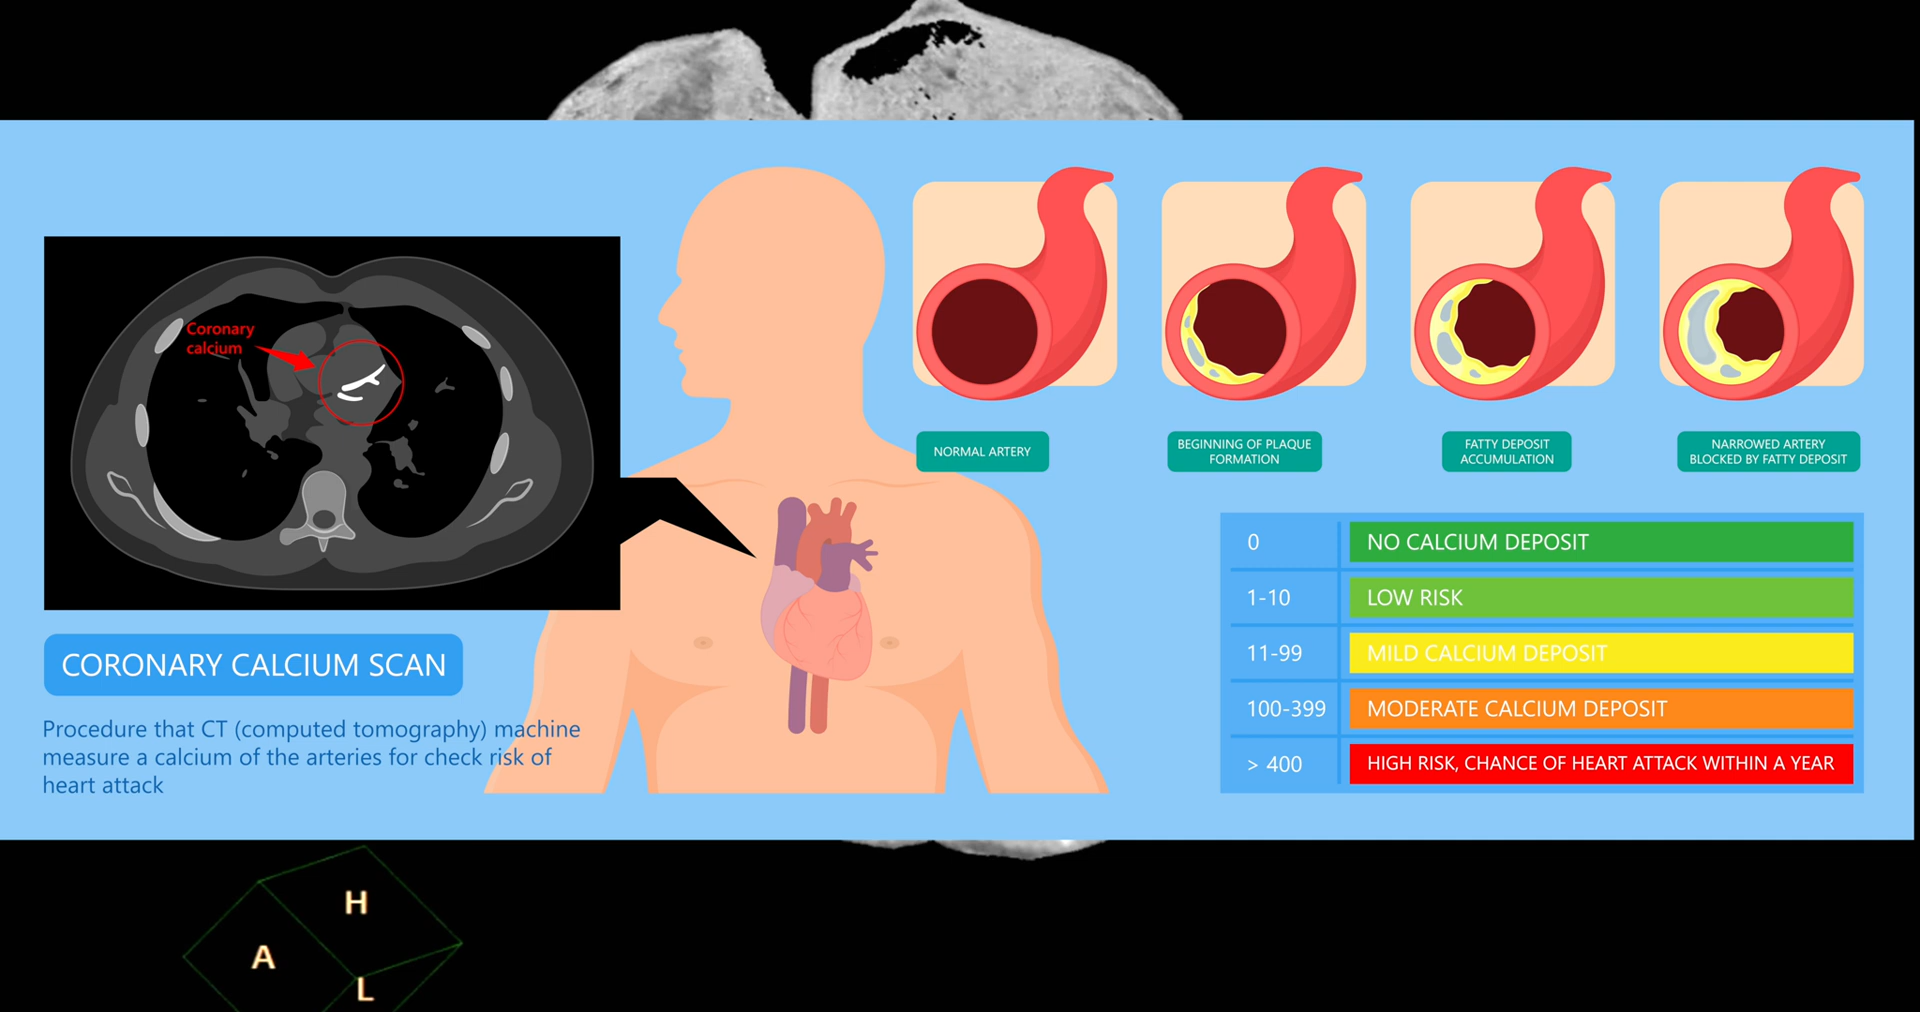 Coronary
calcium
CORONARY CALCIUM SCAN
Procedure that CT (computed tomography) machine
measure a calcium of the arteries for check risk of
heart attack
NORMAL ARTERY
BEGINNING OF PLAQUE
FORMATION
FATTY DEPOSIT
ACCUMULATION
NARROWED ARTERY
BLOCKED BY FATTY DEPOSIT
0 NO CALCIUM DEPOSIT
1-10 LOW RISK
11-99 MILD CALCIUM DEPOSIT
100-399 MODERATE CALCIUM DEPOSIT
> 400 HIGH RISK, CHANCE OF HEART ATTACK WITHIN A YEAR
H
A
L